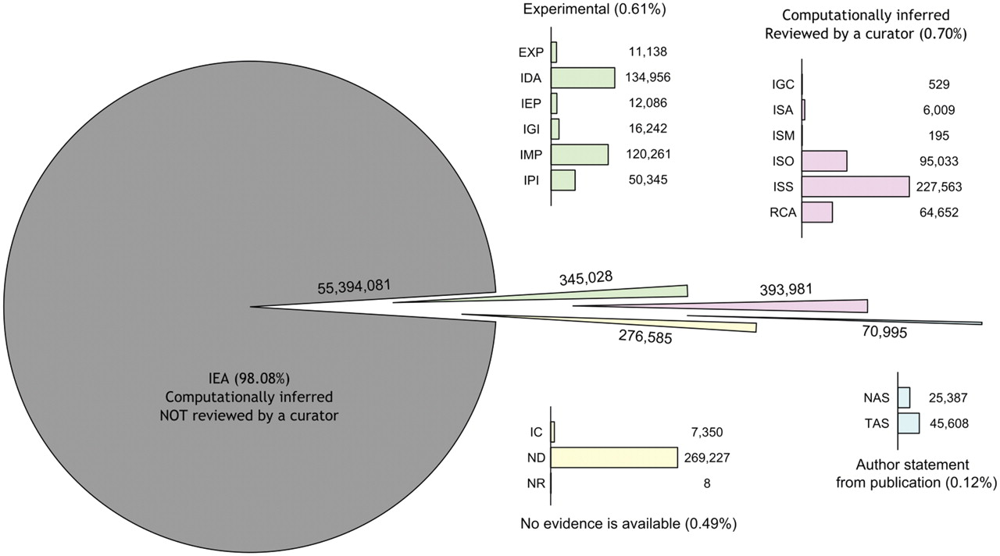 Experimental (0.61%)
EXP 11,138
IDA 134,956
IEP 12,086
IGI 16,242
IMP 120,261
IPI 50,345
Computationally inferred
Reviewed by a curator (0.70%)
IGC 529
ISA 6,009
ISM 195
ISO 95,033
ISS 227,563
RCA 64,652
55,394,081
345,028
393,981
276,585
70,995
IEA (98.08%)
Computationally inferred
NOT reviewed by a curator
IC 7,350
ND 269,227
NR 8
No evidence is available (0.49%)
NAS 25,387
TAS 45,608
Author statement
from publication (0.12%)